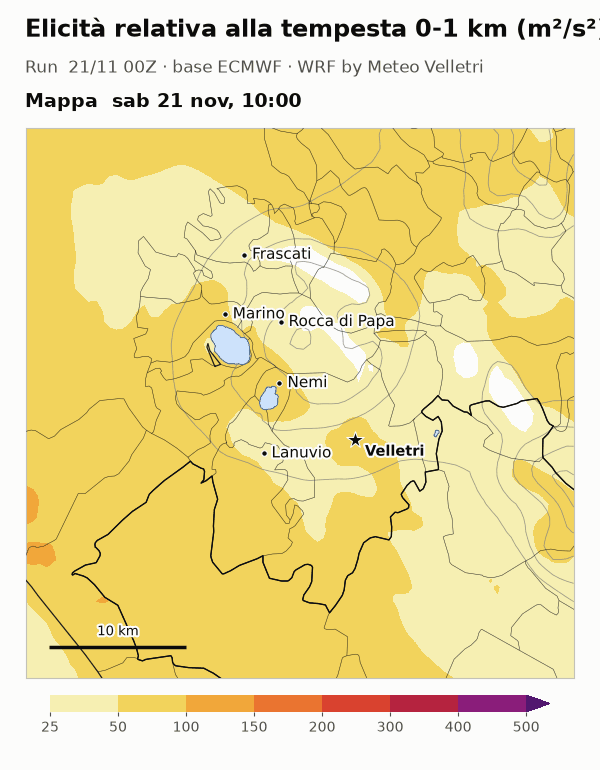 Elicità relativa alla tempesta 0-1 km (m²/s²)
Run 21/11 00Z · base ECMWF · WRF by Meteo Velletri
Mappa sab 21 nov, 10:00
Frascati
Marino
Rocca di Papa
Nemi
Velletri
Lanuvio
10 km
25 50 100 150 200 300 400 500